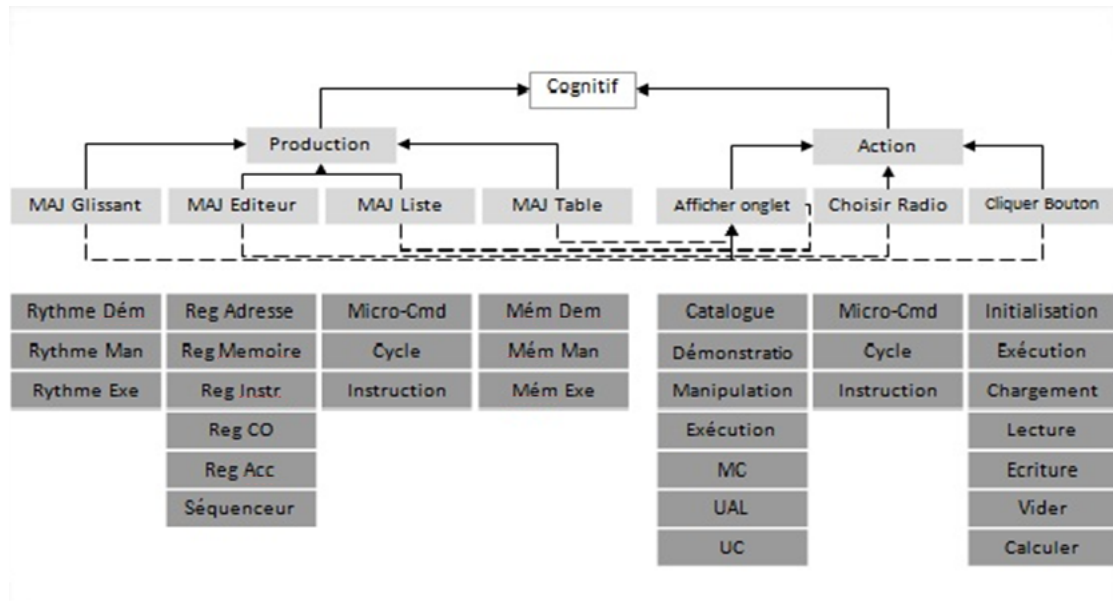 Cognitif
Production Action
MAJ Glissant MAJ Editeur MAJ Liste MAJ Table Afficher onglet Choisir Radio Cliquer Bouton
Rythme Dém Reg Adresse Micro-Cmd Mém Dem Catalogue Micro-Cmd Initialisation
Rythme Man Reg Memoire Cycle Mém Man Démonstratio Cycle Exécution
Rythme Exe Reg Instr Instruction Mém Exe Manipulation Instruction Chargement
Reg CO Exécution Lecture
Reg Acc MC Ecriture
Séquenceur UAL Vider
UC Calculer